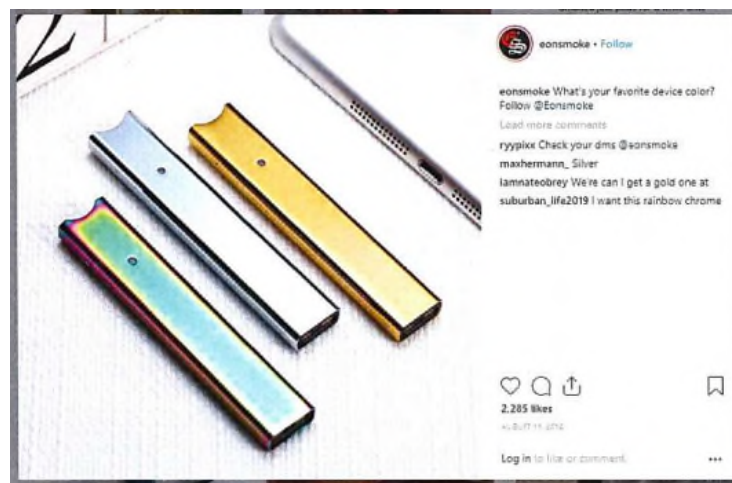 eonsmoke • Follow
eonsmoke What's your favorite device color?
Follow @Eonsmoke
Load more comments
ryypixx Check your dms @eonsmoke
maxhermann_ Silver
iamnateobrey We're can I get a gold one at
suburban_life2019 I want this rainbow chrome
2,285 likes
AUGUST
Log in to like or comment.